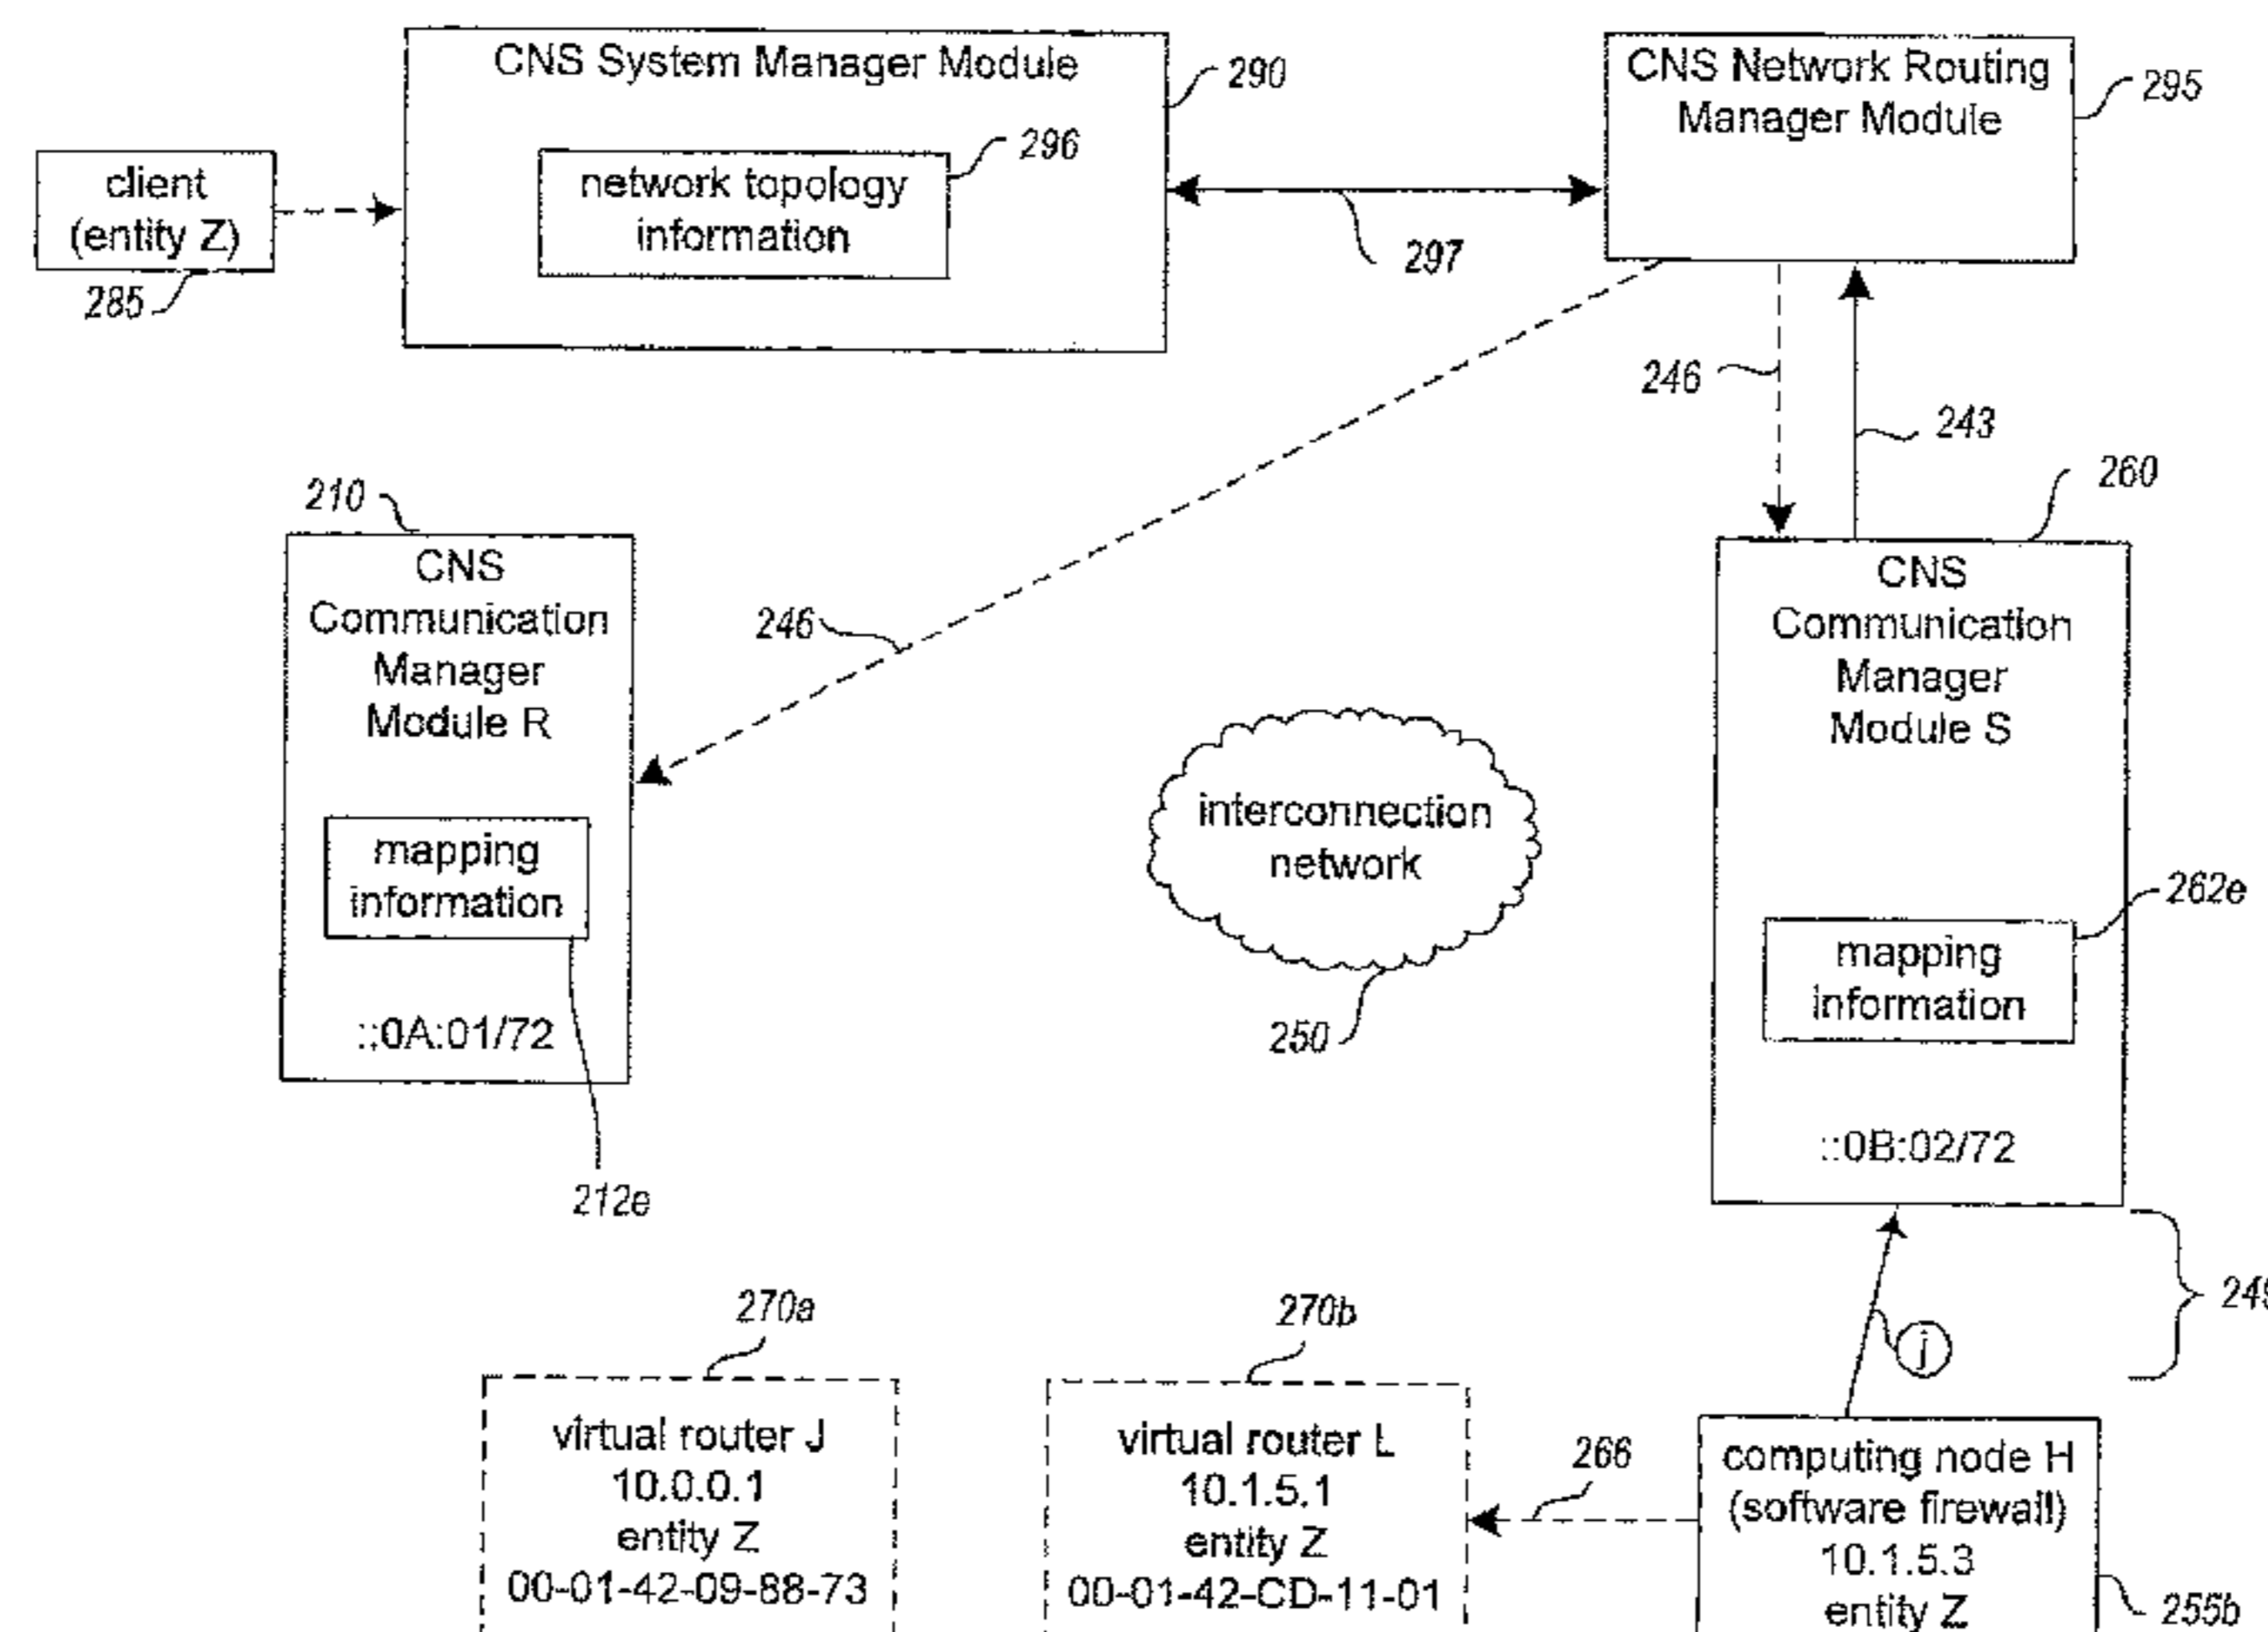 CNS System Manager Module
290
network topology
information
296
client
(entity Z)
285
CNS Network Routing
Manager Module
295
297
246
243
246
210
CNS
Communication
Manager
Module R
mapping
information
::0A:01/72
212e
interconnection
network
250
260
CNS
Communication
Manager
Module S
mapping
information
262e
::0B:02/72
j
270a
virtual router J
10.0.0.1
entity Z
00-01-42-09-88-73
270b
virtual router L
10.1.5.1
entity Z
00-01-42-CD-11-01
266
computing node H
(software firewall)
10.1.5.3
entity Z
255b